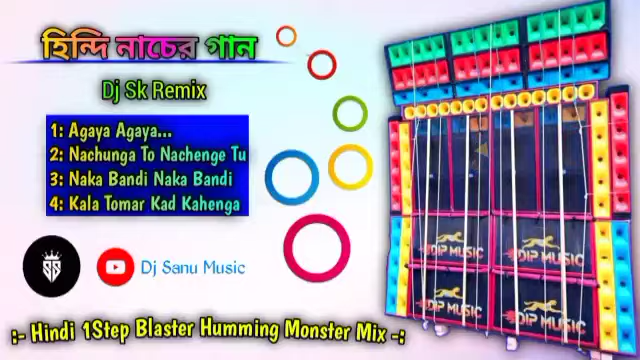 হিন্দি নাচের গান
Dj Sk Remix
1: Agaya Agaya...
2: Nachunga To Nachenge Tu
3: Naka Bandi Naka Bandi
4: Kala Tomar Kad Kahenga
Dj Sanu Music
:- Hindi 1Step Blaster Humming Monster Mix -:
DIP MUSIC
DIP MUSIC
DIP MUSIC
DIP MUSIC